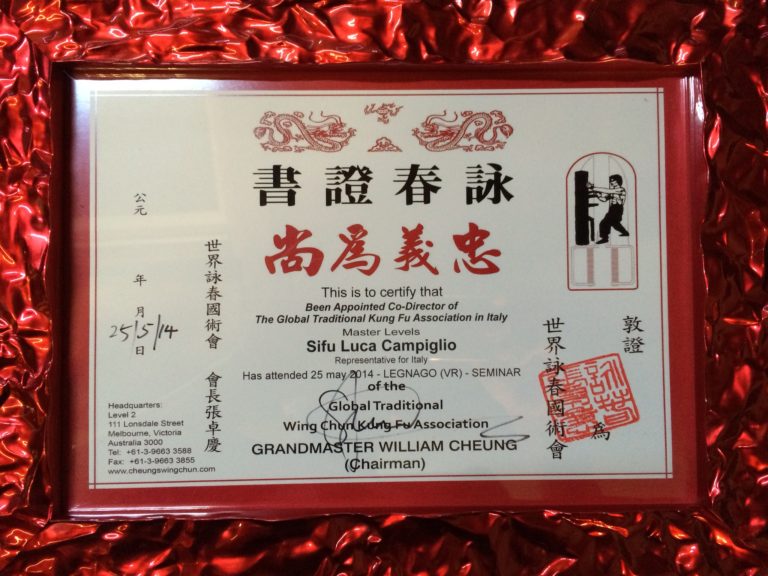 詠春證書
忠義爲尚
This is to certify that
Been Appointed Co-Director of
The Global Traditional Kung Fu Association in Italy
Master Levels
Sifu Luca Campiglio
Representative for Italy
Has attended 25 may 2014 - LEGNAGO (VR) - SEMINAR
of the
Global Traditional
Wing Chun Kung Fu Association
GRANDMASTER WILLIAM CHEUNG
(Chairman)
敦證 為
世界詠春國術會
世界詠春國術會 會長張卓慶
公元 年 月 日
25/5/14
Headquarters:
Level 2
111 Lonsdale Street
Melbourne, Victoria
Australia 3000
Tel: +61-3-9663 3588
Fax: +61-3-9663 3855
www.cheungswingchun.com